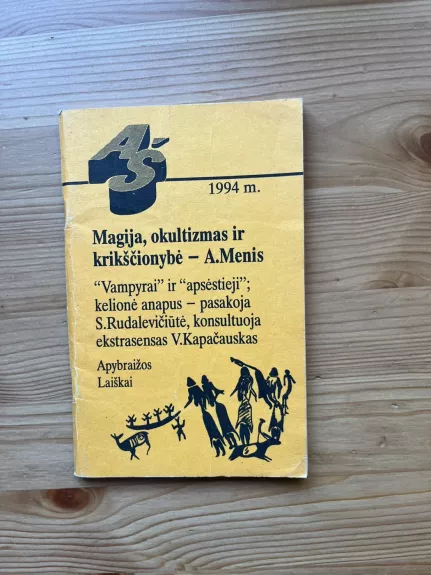 AŠ
1994 m.
Magija, okultizmas ir
krikščionybė – A.Menis
“Vampyrai” ir “apsėstieji”;
kelionė anapus – pasakoja
S.Rudalevičiūtė, konsultuoja
ekstrasensas V.Kapačauskas
Apybraižos
Laiškai